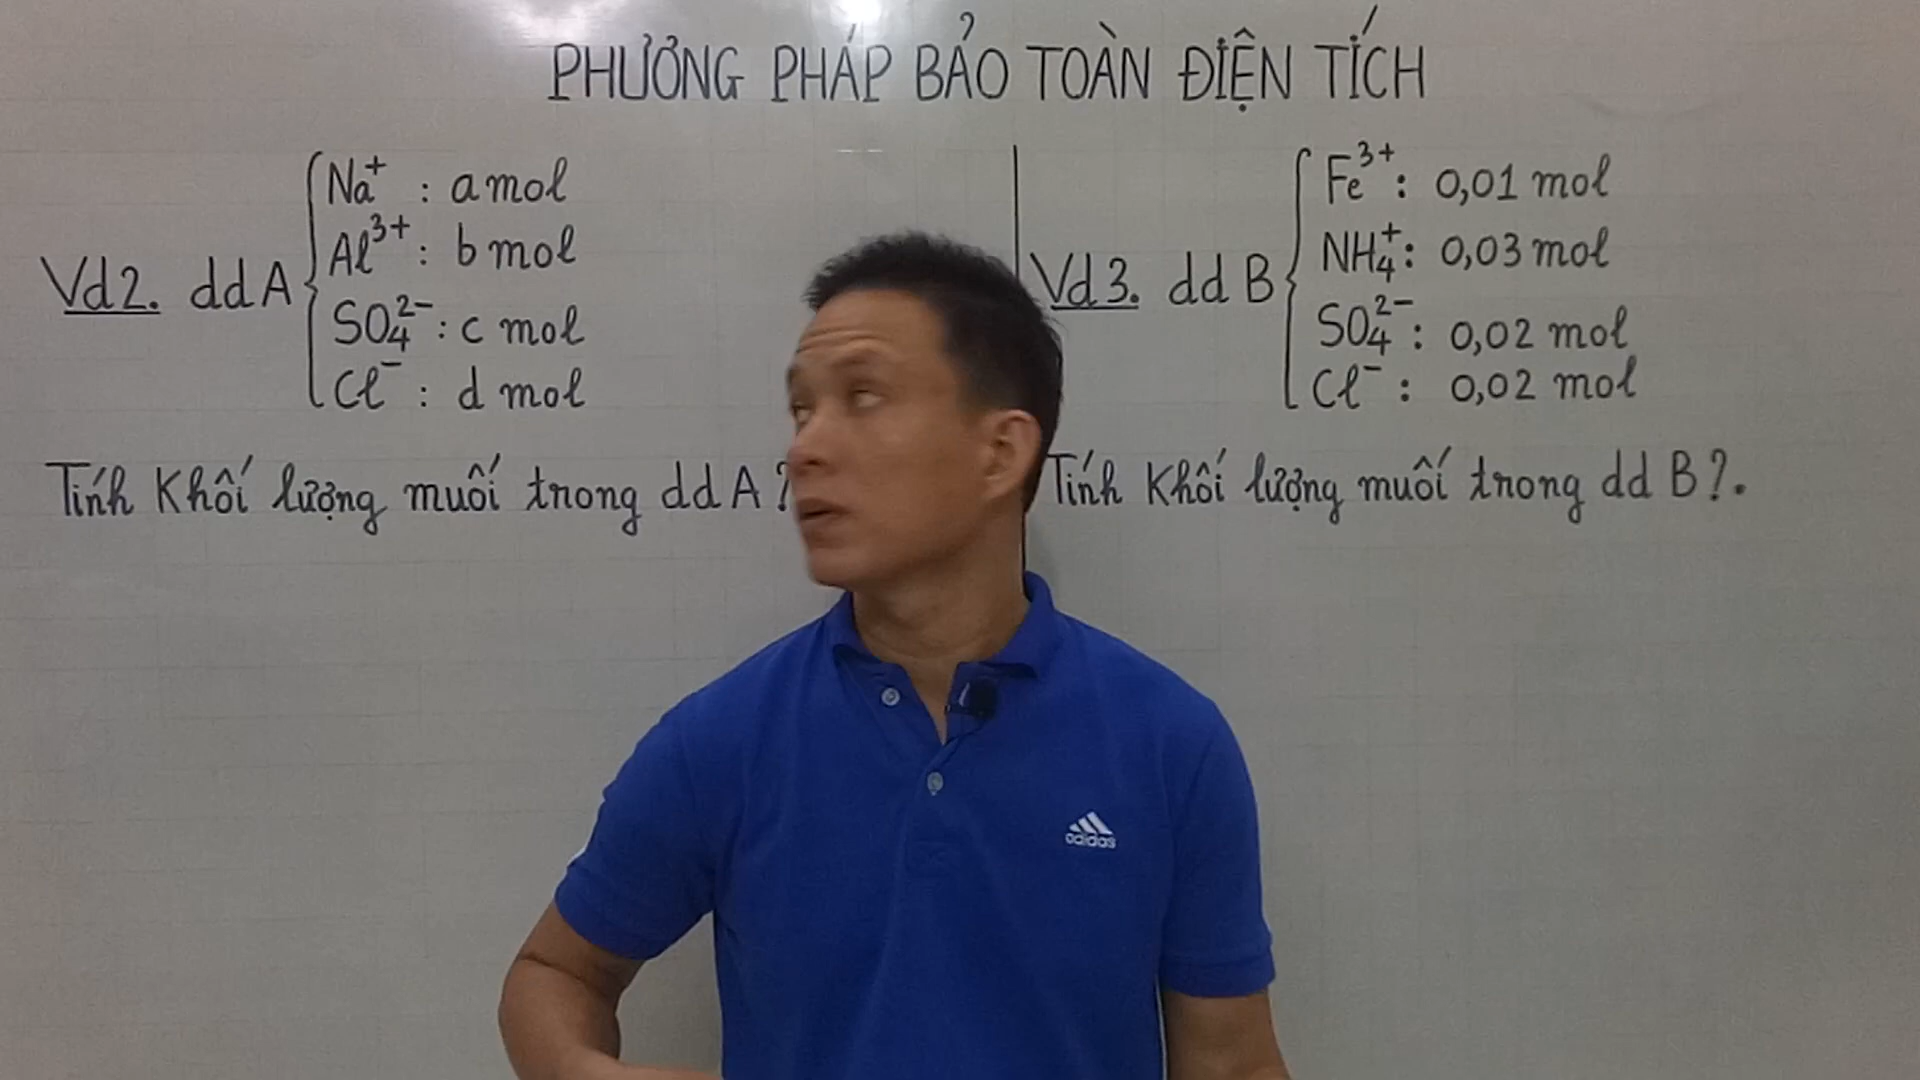 PHƯƠNG PHÁP BẢO TOÀN ĐIỆN TÍCH
Vd2. dd A
Na⁺ : a mol
Al³⁺ : b mol
SO₄²⁻ : c mol
Cl⁻ : d mol
Tính Khối lượng muối trong dd A ?
Vd3. dd B
Fe³⁺ : 0,01 mol
NH₄⁺ : 0,03 mol
SO₄²⁻ : 0,02 mol
Cl⁻ : 0,02 mol
Tính Khối lượng muối trong dd B ?.
adidas